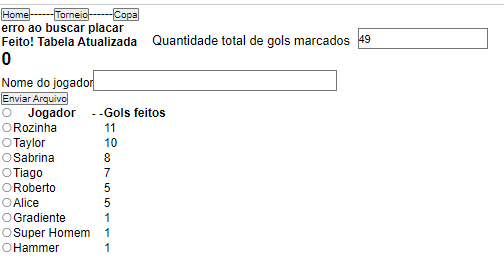 Home------Torneio------Copa
erro ao buscar placar
Feito! Tabela Atualizada Quantidade total de gols marcados 49
0
Nome do jogador
Enviar Arquivo
Jogador - -Gols feitos
Rozinha 11
Taylor 10
Sabrina 8
Tiago 7
Roberto 5
Alice 5
Gradiente 1
Super Homem 1
Hammer 1